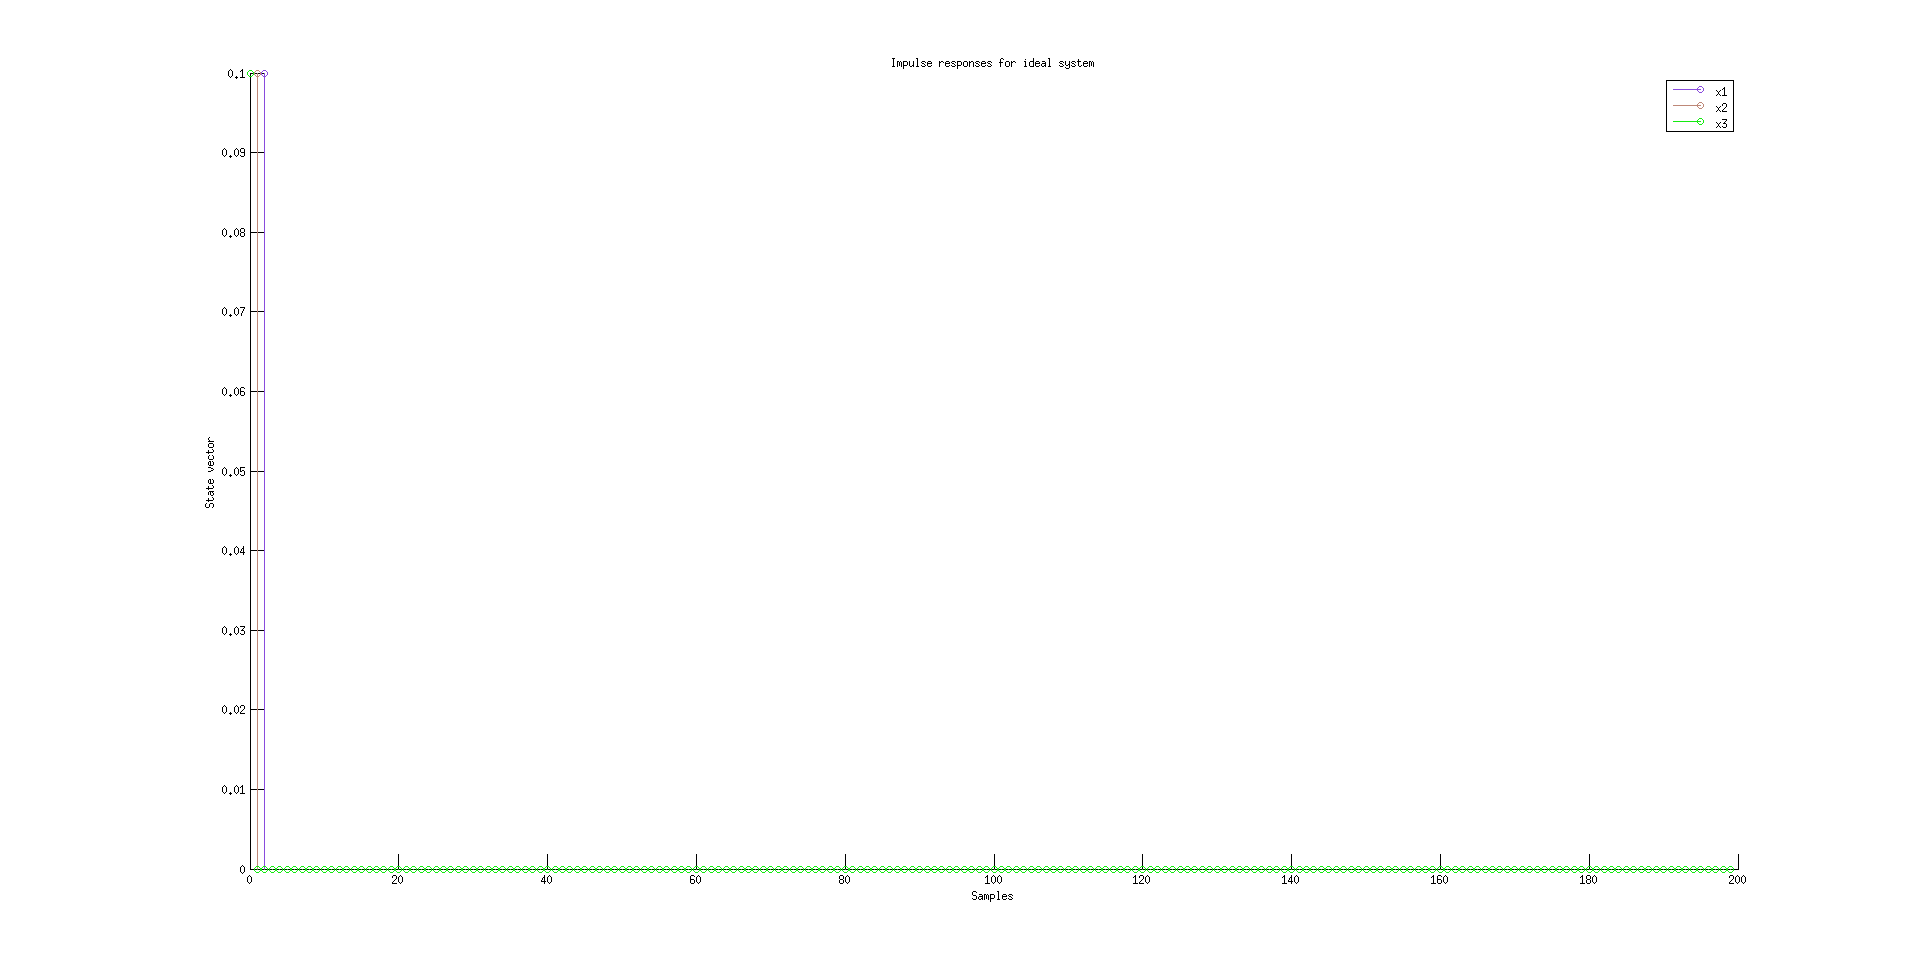 Impulse responses for ideal system
x1
x2
x3
0.1
0.09
0.08
0.07
0.06
0.05
0.04
0.03
0.02
0.01
0
State vector
0 20 40 60 80 100 120 140 160 180 200
Samples